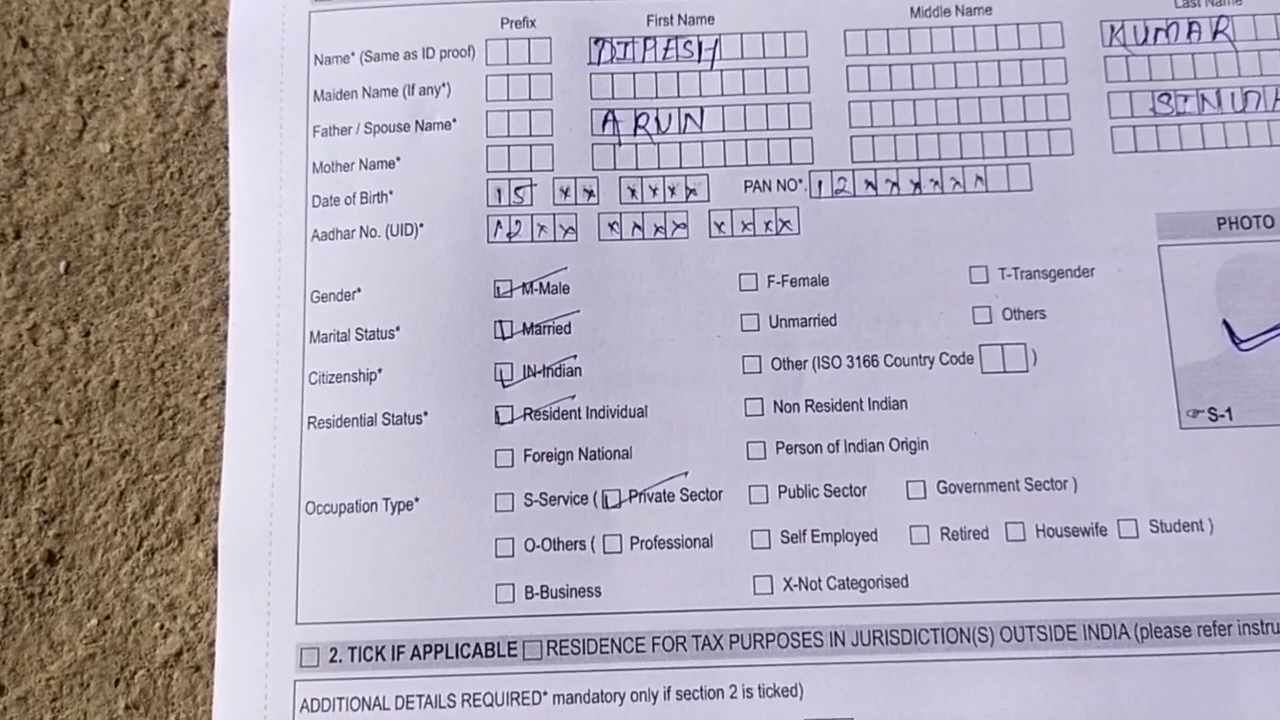 Prefix First Name Middle Name Last Name
Name* (Same as ID proof) DIPESH KUMAR
Maiden Name (If any*)
Father / Spouse Name* ARUN
Mother Name*
Date of Birth* 15 xx xxxx PAN NO*. 12xxxxxx
Aadhar No. (UID)* 12xx xxxx xxxx
PHOTO
Gender* M-Male F-Female T-Transgender
Marital Status* Married Unmarried Others
Citizenship* IN-Indian Other (ISO 3166 Country Code )
Residential Status* Resident Individual Non Resident Indian
S-1
Foreign National Person of Indian Origin
Occupation Type* S-Service ( Private Sector Public Sector Government Sector )
O-Others ( Professional Self Employed Retired Housewife Student )
B-Business X-Not Categorised
2. TICK IF APPLICABLE RESIDENCE FOR TAX PURPOSES IN JURISDICTION(S) OUTSIDE INDIA (please refer
ADDITIONAL DETAILS REQUIRED* mandatory only if section 2 is ticked)